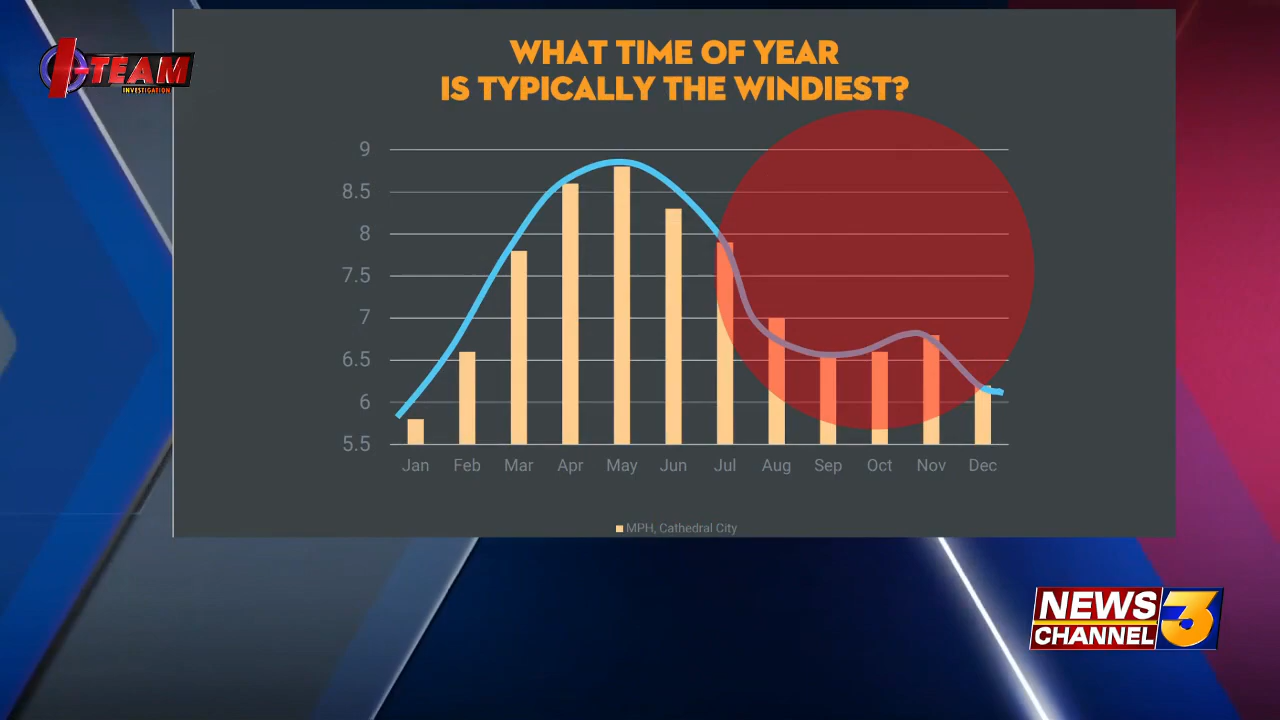 I-TEAM
INVESTIGATION
WHAT TIME OF YEAR
IS TYPICALLY THE WINDIEST?
9
8.5
8
7.5
7
6.5
6
5.5
Jan Feb Mar Apr May Jun Jul Aug Sep Oct Nov Dec
MPH, Cathedral City
NEWS
CHANNEL 3